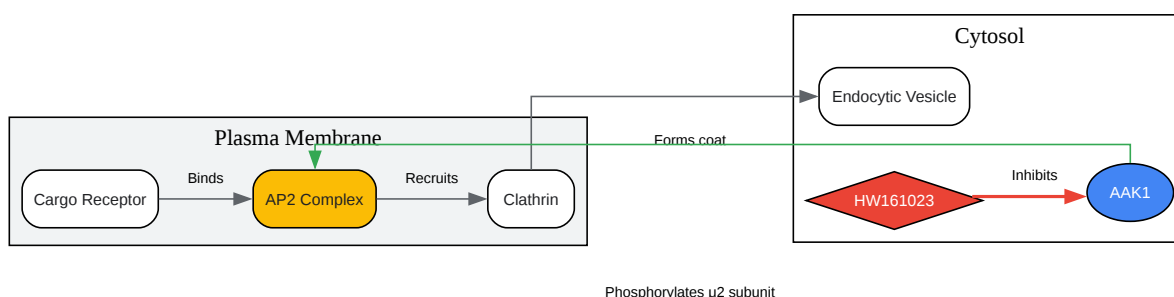 Cytosol
Endocytic Vesicle
Plasma Membrane
Forms coat
Cargo Receptor
Binds
AP2 Complex
Recruits
Clathrin
HW161023
Inhibits
AAK1
Phosphorylates μ2 subunit